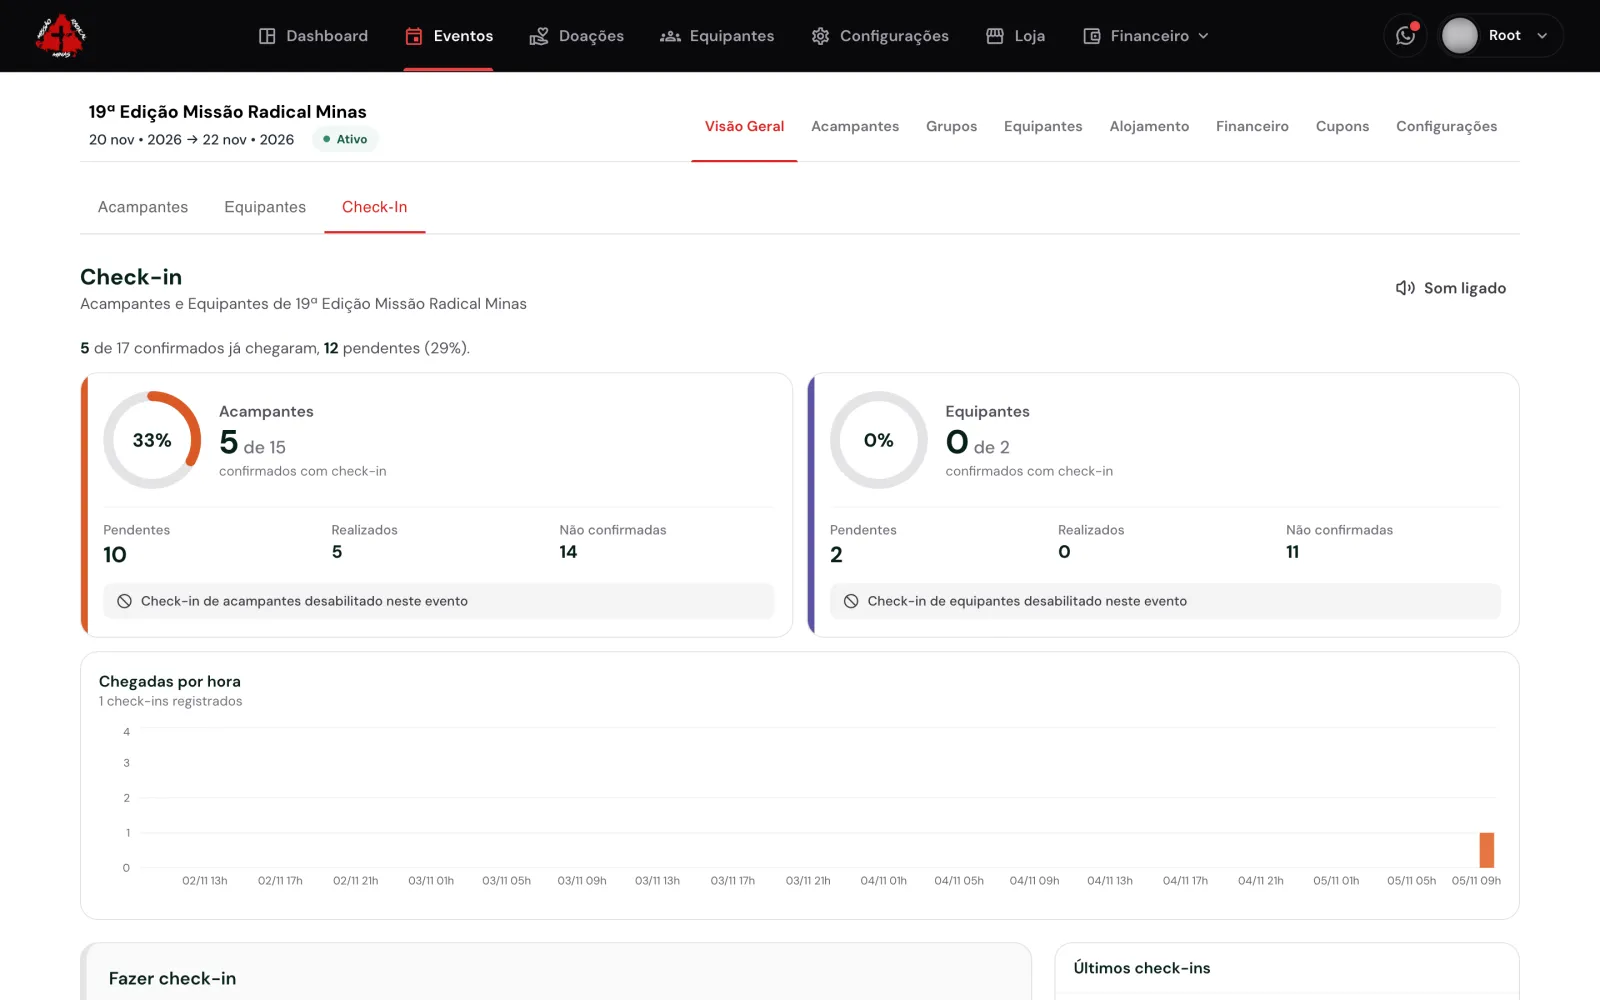 MISSÃO RADICAL MINAS
Dashboard
Eventos
Doações
Equipantes
Configurações
Loja
Financeiro
Root
19ª Edição Missão Radical Minas
20 nov • 2026 → 22 nov • 2026
Ativo
Visão Geral
Acampantes
Grupos
Equipantes
Alojamento
Financeiro
Cupons
Configurações
Acampantes
Equipantes
Check-In
Check-in
Acampantes e Equipantes de 19ª Edição Missão Radical Minas
Som ligado
5 de 17 confirmados já chegaram, 12 pendentes (29%).
33%
Acampantes
5 de 15
confirmados com check-in
Pendentes
10
Realizados
5
Não confirmadas
14
Check-in de acampantes desabilitado neste evento
0%
Equipantes
0 de 2
confirmados com check-in
Pendentes
2
Realizados
0
Não confirmadas
11
Check-in de equipantes desabilitado neste evento
Chegadas por hora
1 check-ins registrados
4
3
2
1
0
02/11 13h 02/11 17h 02/11 21h 03/11 01h 03/11 05h 03/11 09h 03/11 13h 03/11 17h 03/11 21h 04/11 01h 04/11 05h 04/11 09h 04/11 13h 04/11 17h 04/11 21h 05/11 01h 05/11 05h 05/11 09h
Fazer check-in
Últimos check-ins